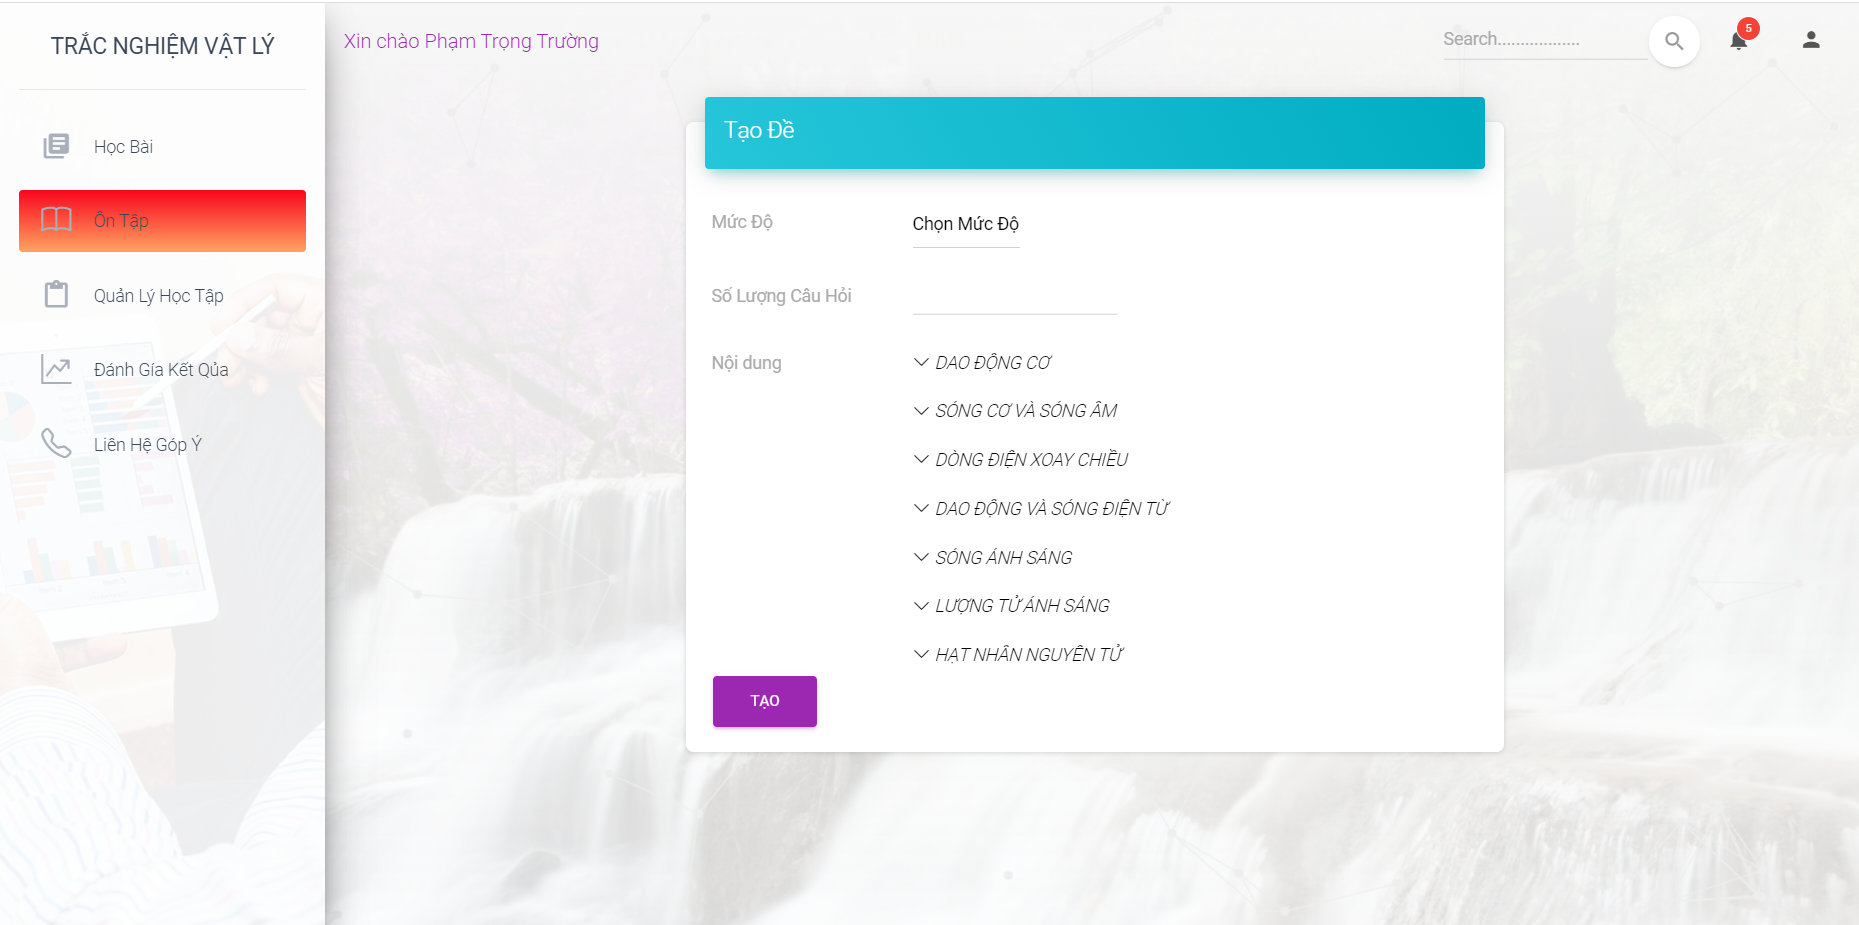 TRẮC NGHIỆM VẬT LÝ
Học Bài
Ôn Tập
Quản Lý Học Tập
Đánh Gía Kết Qủa
Liên Hệ Góp Ý
Xin chào Phạm Trọng Trường
Search..................
5
Tạo Đề
Mức Độ
Chọn Mức Độ
Số Lượng Câu Hỏi
Nội dung
DAO ĐỘNG CƠ
SÓNG CƠ VÀ SÓNG ÂM
DÒNG ĐIỆN XOAY CHIỀU
DAO ĐỘNG VÀ SÓNG ĐIỆN TỪ
SÓNG ÁNH SÁNG
LƯỢNG TỬ ÁNH SÁNG
HẠT NHÂN NGUYÊN TỬ
TẠO